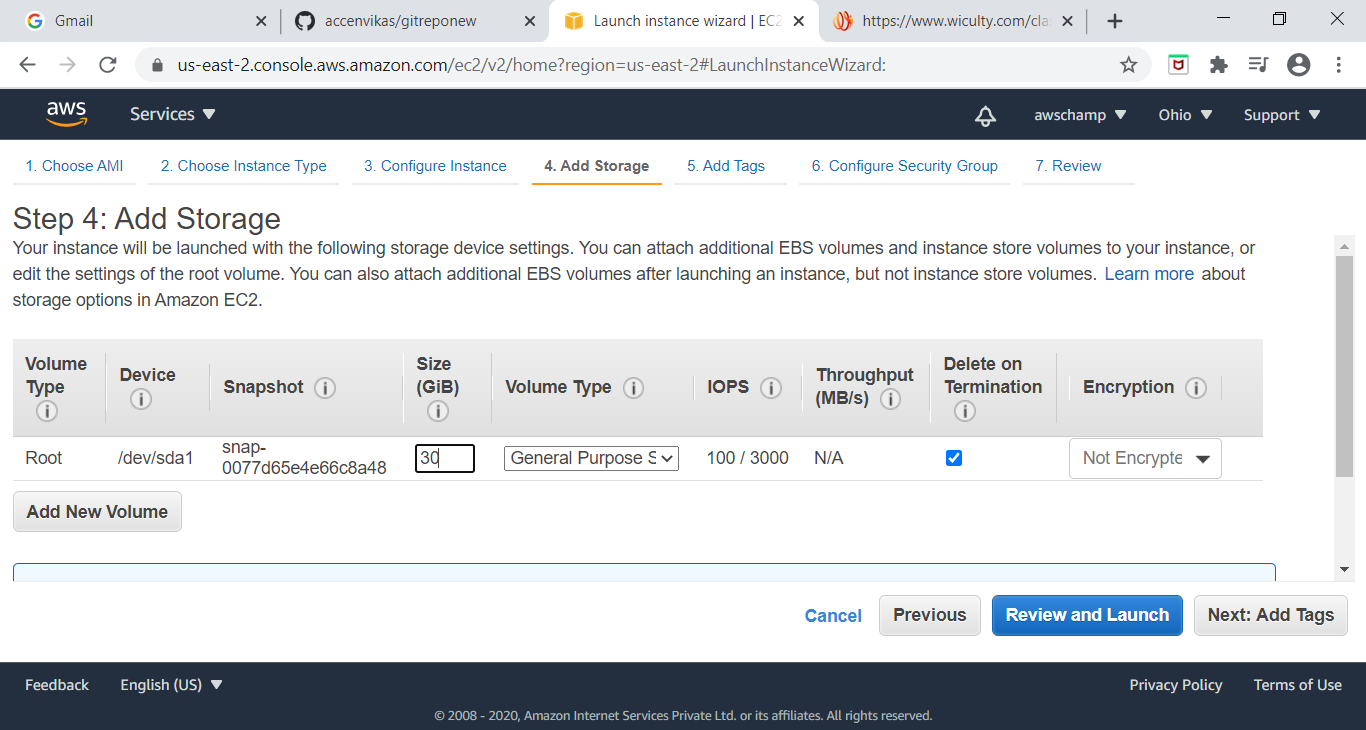 Gmail
accenvikas/gitreponew
Launch instance wizard | EC2
https://www.wiculty.com/cla
us-east-2.console.aws.amazon.com/ec2/v2/home?region=us-east-2#LaunchInstanceWizard:
aws
Services
awschamp
Ohio
Support
1. Choose AMI
2. Choose Instance Type
3. Configure Instance
4. Add Storage
5. Add Tags
6. Configure Security Group
7. Review
Step 4: Add Storage
Your instance will be launched with the following storage device settings. You can attach additional EBS volumes and instance store volumes to your instance, or
edit the settings of the root volume. You can also attach additional EBS volumes after launching an instance, but not instance store volumes. Learn more about
storage options in Amazon EC2.
Volume
Type
Device
Snapshot
Size
(GiB)
Volume Type
IOPS
Throughput
(MB/s)
Delete on
Termination
Encryption
Root
/dev/sda1
snap-
0077d65e4e66c8a48
30
General Purpose S
100 / 3000
N/A
Not Encrypte
Add New Volume
Cancel
Previous
Review and Launch
Next: Add Tags
Feedback
English (US)
Privacy Policy
Terms of Use
© 2008 - 2020, Amazon Internet Services Private Ltd. or its affiliates. All rights reserved.